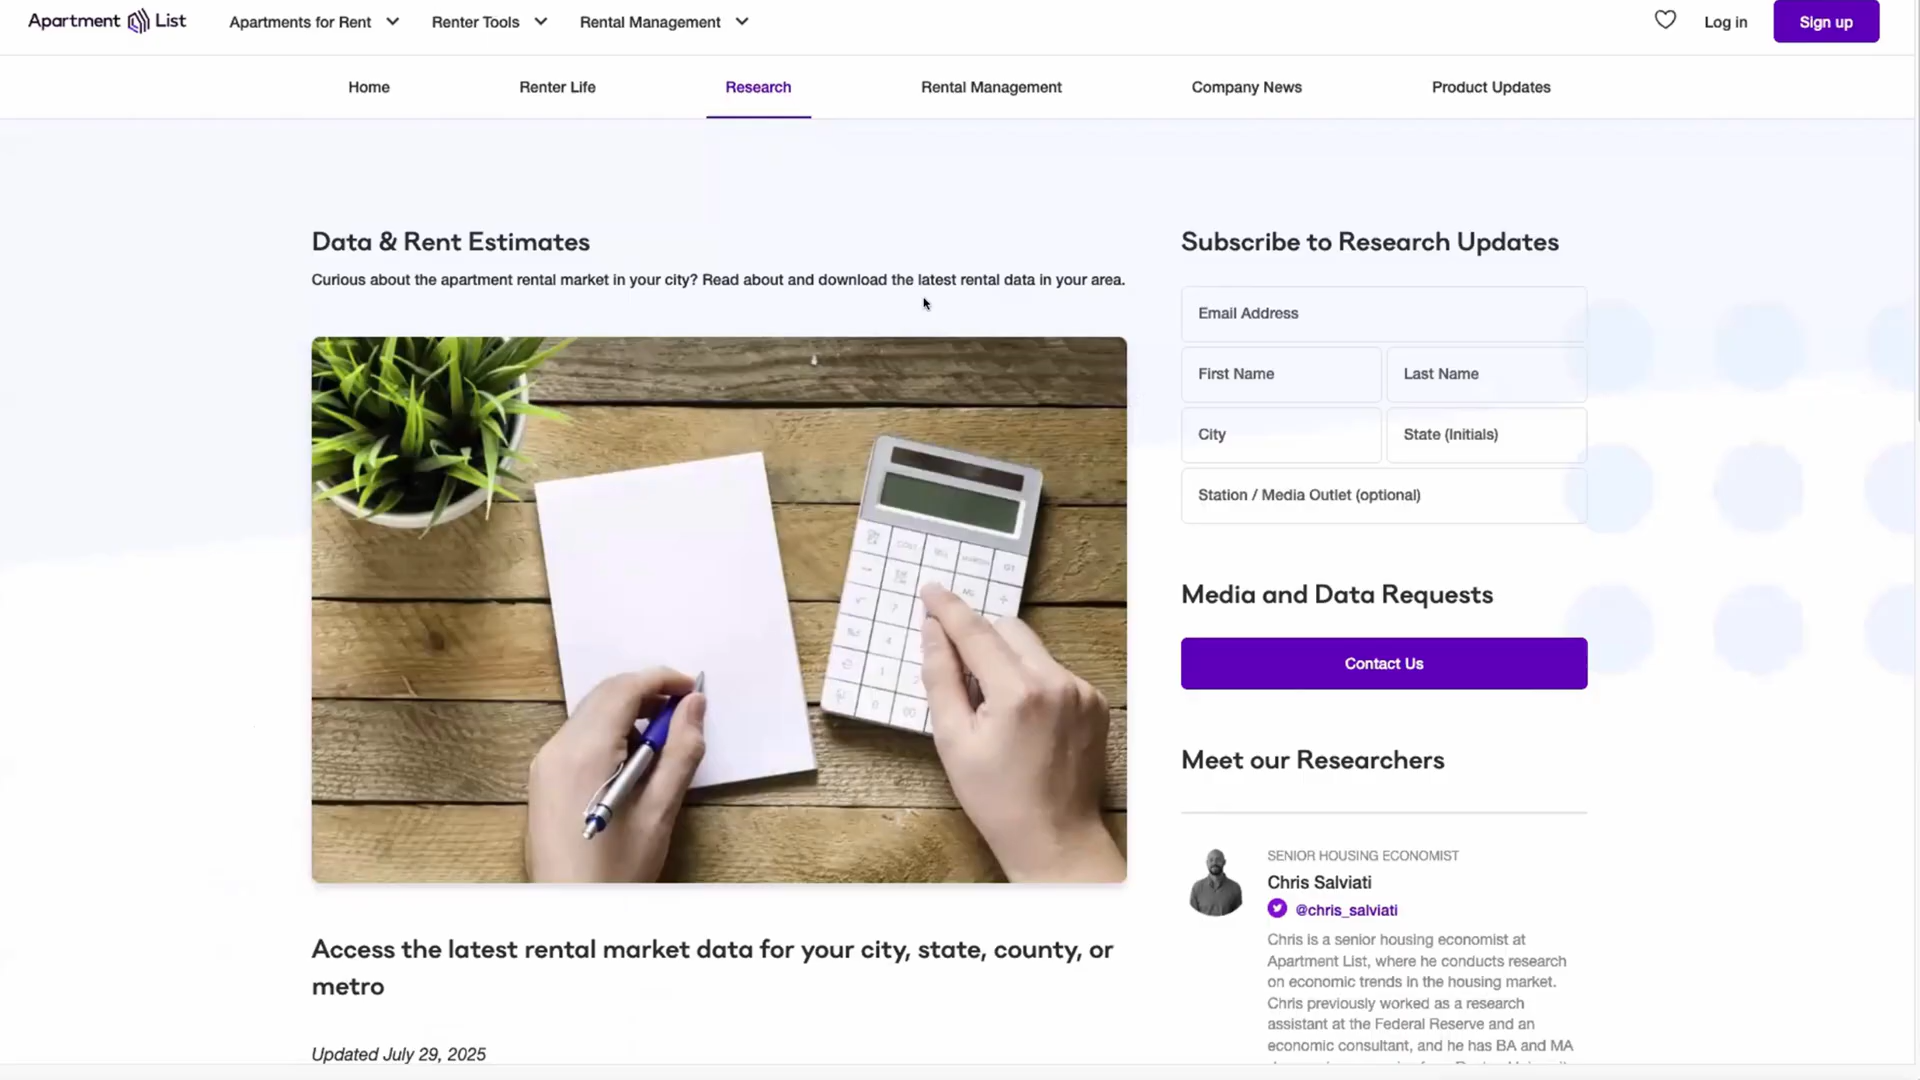 Apartment List
Apartments for Rent
Renter Tools
Rental Management
Log in
Sign up
Home
Renter Life
Research
Rental Management
Company News
Product Updates
Data & Rent Estimates
Curious about the apartment rental market in your city? Read about and download the latest rental data in your area.
Access the latest rental market data for your city, state, county, or
metro
Updated July 29, 2025
Subscribe to Research Updates
Email Address
First Name
Last Name
City
State (Initials)
Station / Media Outlet (optional)
Media and Data Requests
Contact Us
Meet our Researchers
SENIOR HOUSING ECONOMIST
Chris Salviati
@chris_salviati
Chris is a senior housing economist at
Apartment List, where he conducts research
on economic trends in the housing market.
Chris previously worked as a research
assistant at the Federal Reserve and an
economic consultant, and he has BA and MA